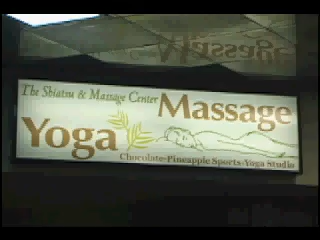 The Shiatsu & Massage Center
Massage
Yoga
Chocolate-Pineapple Sports-Yoga Studio